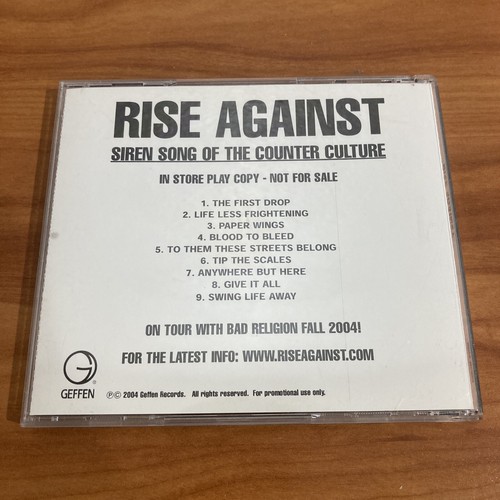 RISE AGAINST
SIREN SONG OF THE COUNTER CULTURE
IN STORE PLAY COPY - NOT FOR SALE
1. THE FIRST DROP
2. LIFE LESS FRIGHTENING
3. PAPER WINGS
4. BLOOD TO BLEED
5. TO THEM THESE STREETS BELONG
6. TIP THE SCALES
7. ANYWHERE BUT HERE
8. GIVE IT ALL
9. SWING LIFE AWAY
ON TOUR WITH BAD RELIGION FALL 2004!
FOR THE LATEST INFO: WWW.RISEAGAINST.COM
G ®
GEFFEN
℗© 2004 Geffen Records. All rights reserved. For promotional use only.